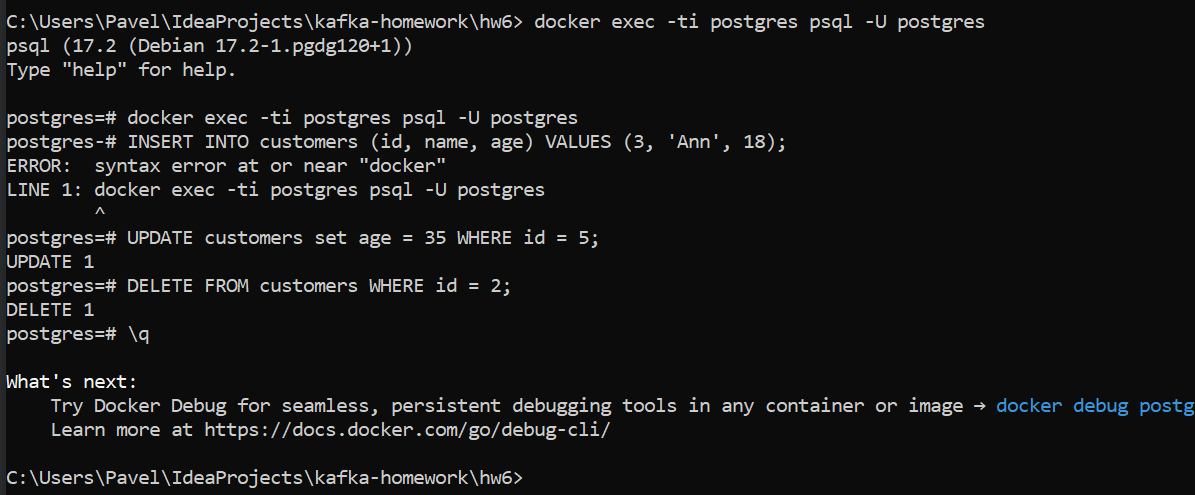 C:\Users\Pavel\IdeaProjects\kafka-homework\hw6> docker exec -ti postgres psql -U postgres
psql (17.2 (Debian 17.2-1.pgdg120+1))
Type "help" for help.
postgres=# docker exec -ti postgres psql -U postgres
postgres-# INSERT INTO customers (id, name, age) VALUES (3, 'Ann', 18);
ERROR:  syntax error at or near "docker"
LINE 1: docker exec -ti postgres psql -U postgres
        ^
postgres=# UPDATE customers set age = 35 WHERE id = 5;
UPDATE 1
postgres=# DELETE FROM customers WHERE id = 2;
DELETE 1
postgres=# \q
What's next:
    Try Docker Debug for seamless, persistent debugging tools in any container or image → docker debug postg
    Learn more at https://docs.docker.com/go/debug-cli/
C:\Users\Pavel\IdeaProjects\kafka-homework\hw6>